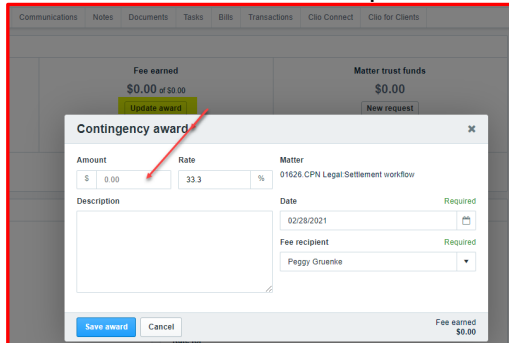 Communications Notes Documents Tasks Bills Transactions Clio Connect Clio for Clients
Fee earned Matter trust funds
$0.00 of $0.00 $0.00
Update award New request
Contingency award ×
Amount Rate Matter
$ 0.00 33.3 % 01626.CPN Legal:Settlement workflow
Description Date Required
02/28/2021
Fee recipient Required
Peggy Gruenke
Save award Cancel Fee earned
$0.00